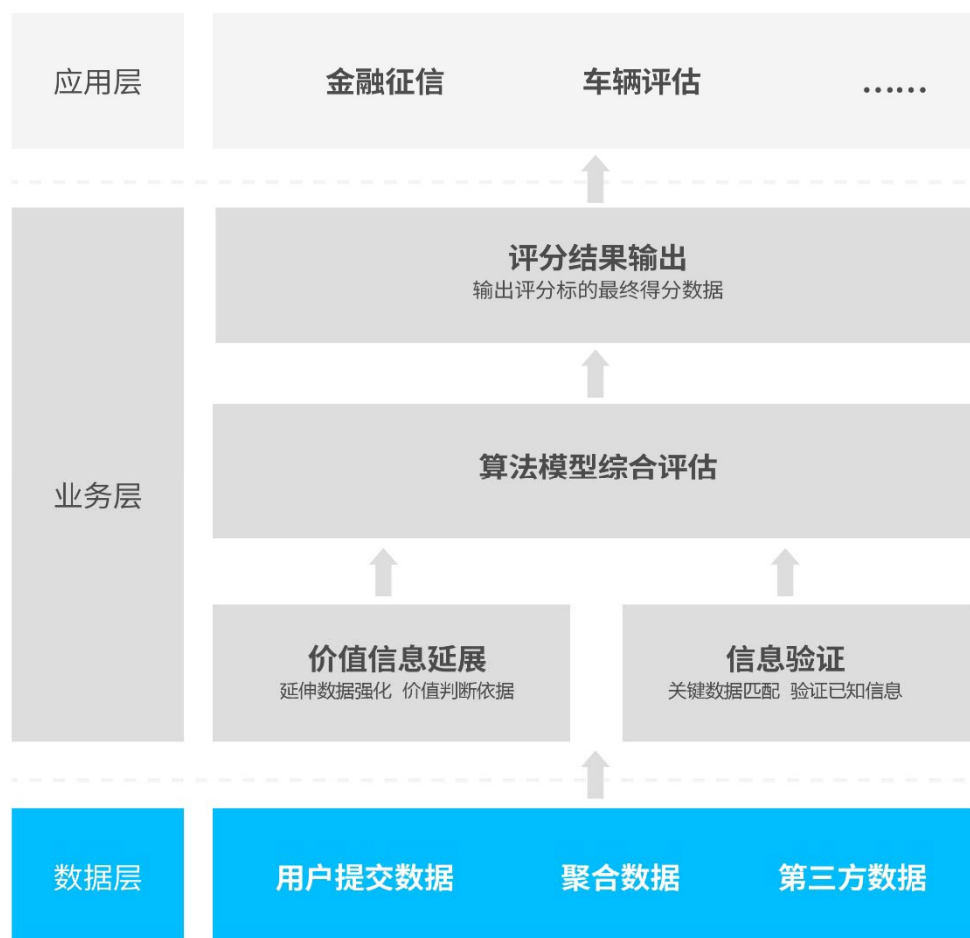 应用层
金融征信 车辆评估 ……
评分结果输出
输出评分标的最终得分数据
算法模型综合评估
业务层
价值信息延展 信息验证
延伸数据强化 价值判断依据 关键数据匹配 验证已知信息
数据层
用户提交数据 聚合数据 第三方数据